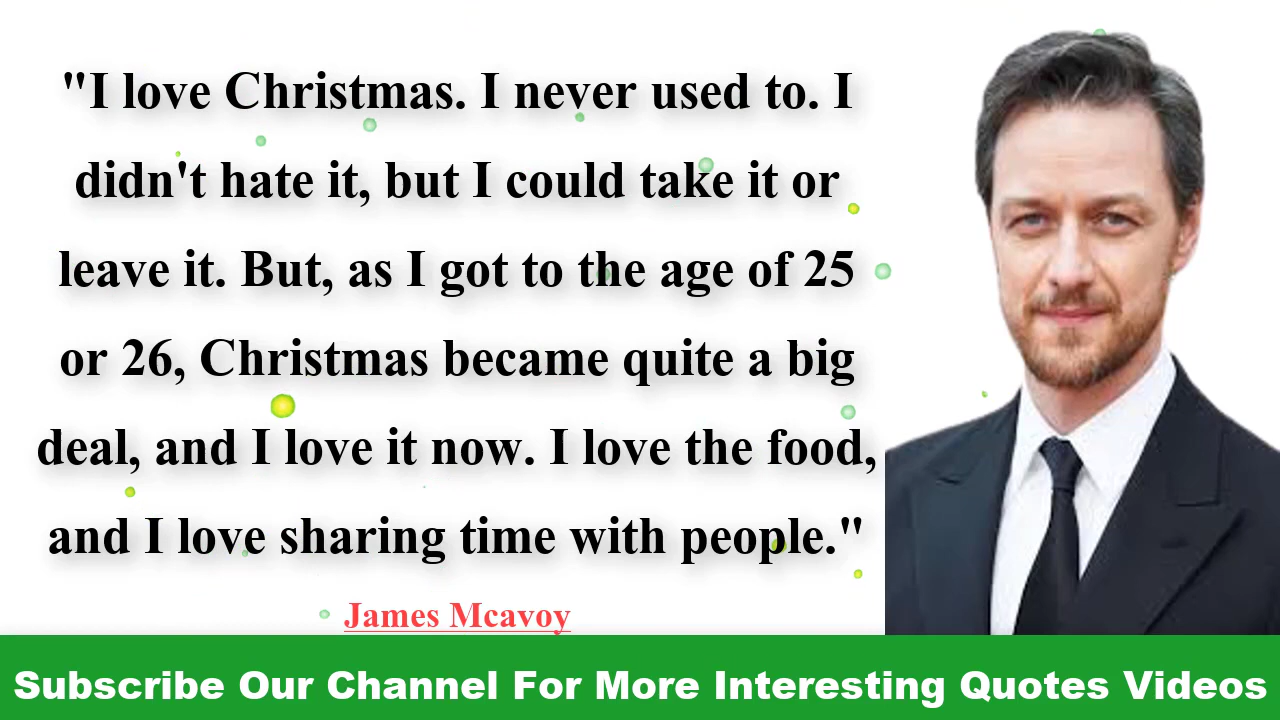 "I love Christmas. I never used to. I
didn't hate it, but I could take it or
leave it. But, as I got to the age of 25
or 26, Christmas became quite a big
deal, and I love it now. I love the food,
and I love sharing time with people."
James Mcavoy
Subscribe Our Channel For More Interesting Quotes Videos